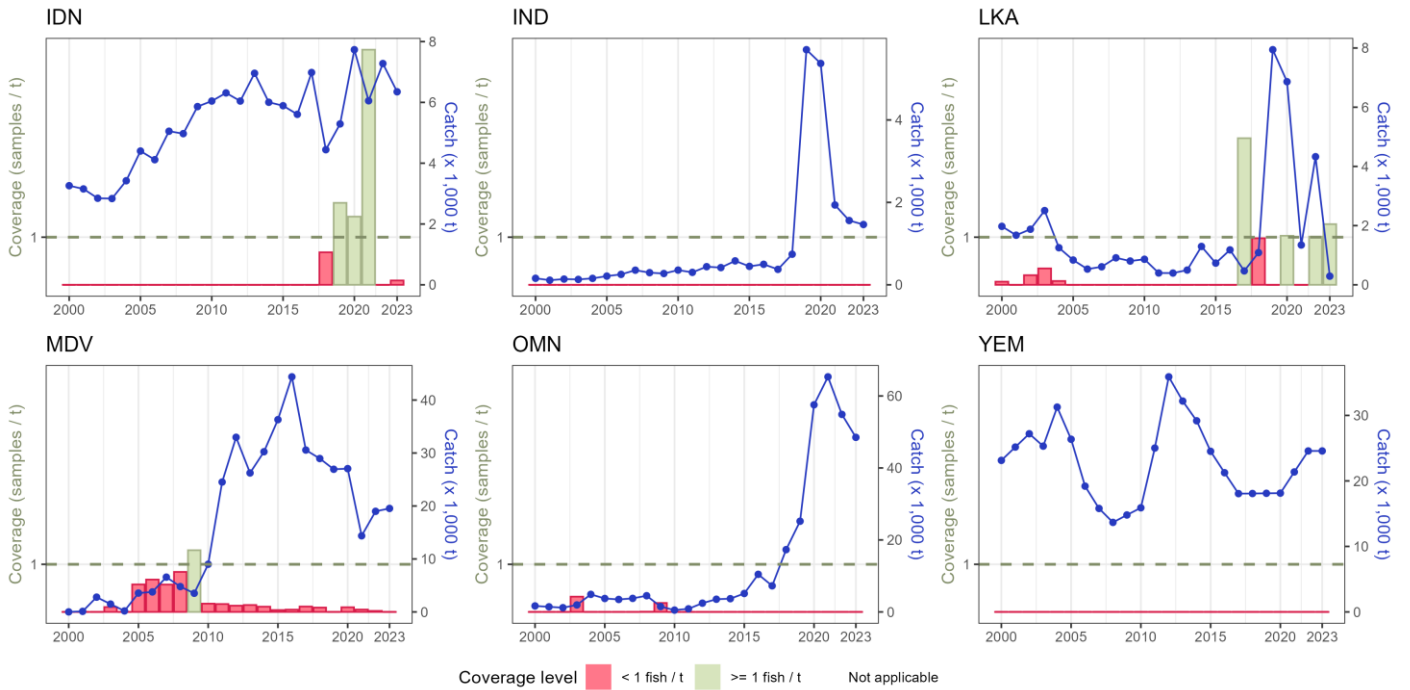 IDN
Coverage (samples / t)
1
8
6
4
2
0
Catch (x 1,000 t)
2000 2005 2010 2015 2020 2023
IND
Coverage (samples / t)
1
4
2
0
Catch (x 1,000 t)
2000 2005 2010 2015 2020 2023
LKA
Coverage (samples / t)
1
8
6
4
2
0
Catch (x 1,000 t)
2000 2005 2010 2015 2020 2023
MDV
Coverage (samples / t)
1
40
30
20
10
0
Catch (x 1,000 t)
2000 2005 2010 2015 2020 2023
OMN
Coverage (samples / t)
1
60
40
20
0
Catch (x 1,000 t)
2000 2005 2010 2015 2020 2023
YEM
Coverage (samples / t)
1
30
20
10
0
Catch (x 1,000 t)
2000 2005 2010 2015 2020 2023
Coverage level < 1 fish / t >= 1 fish / t Not applicable